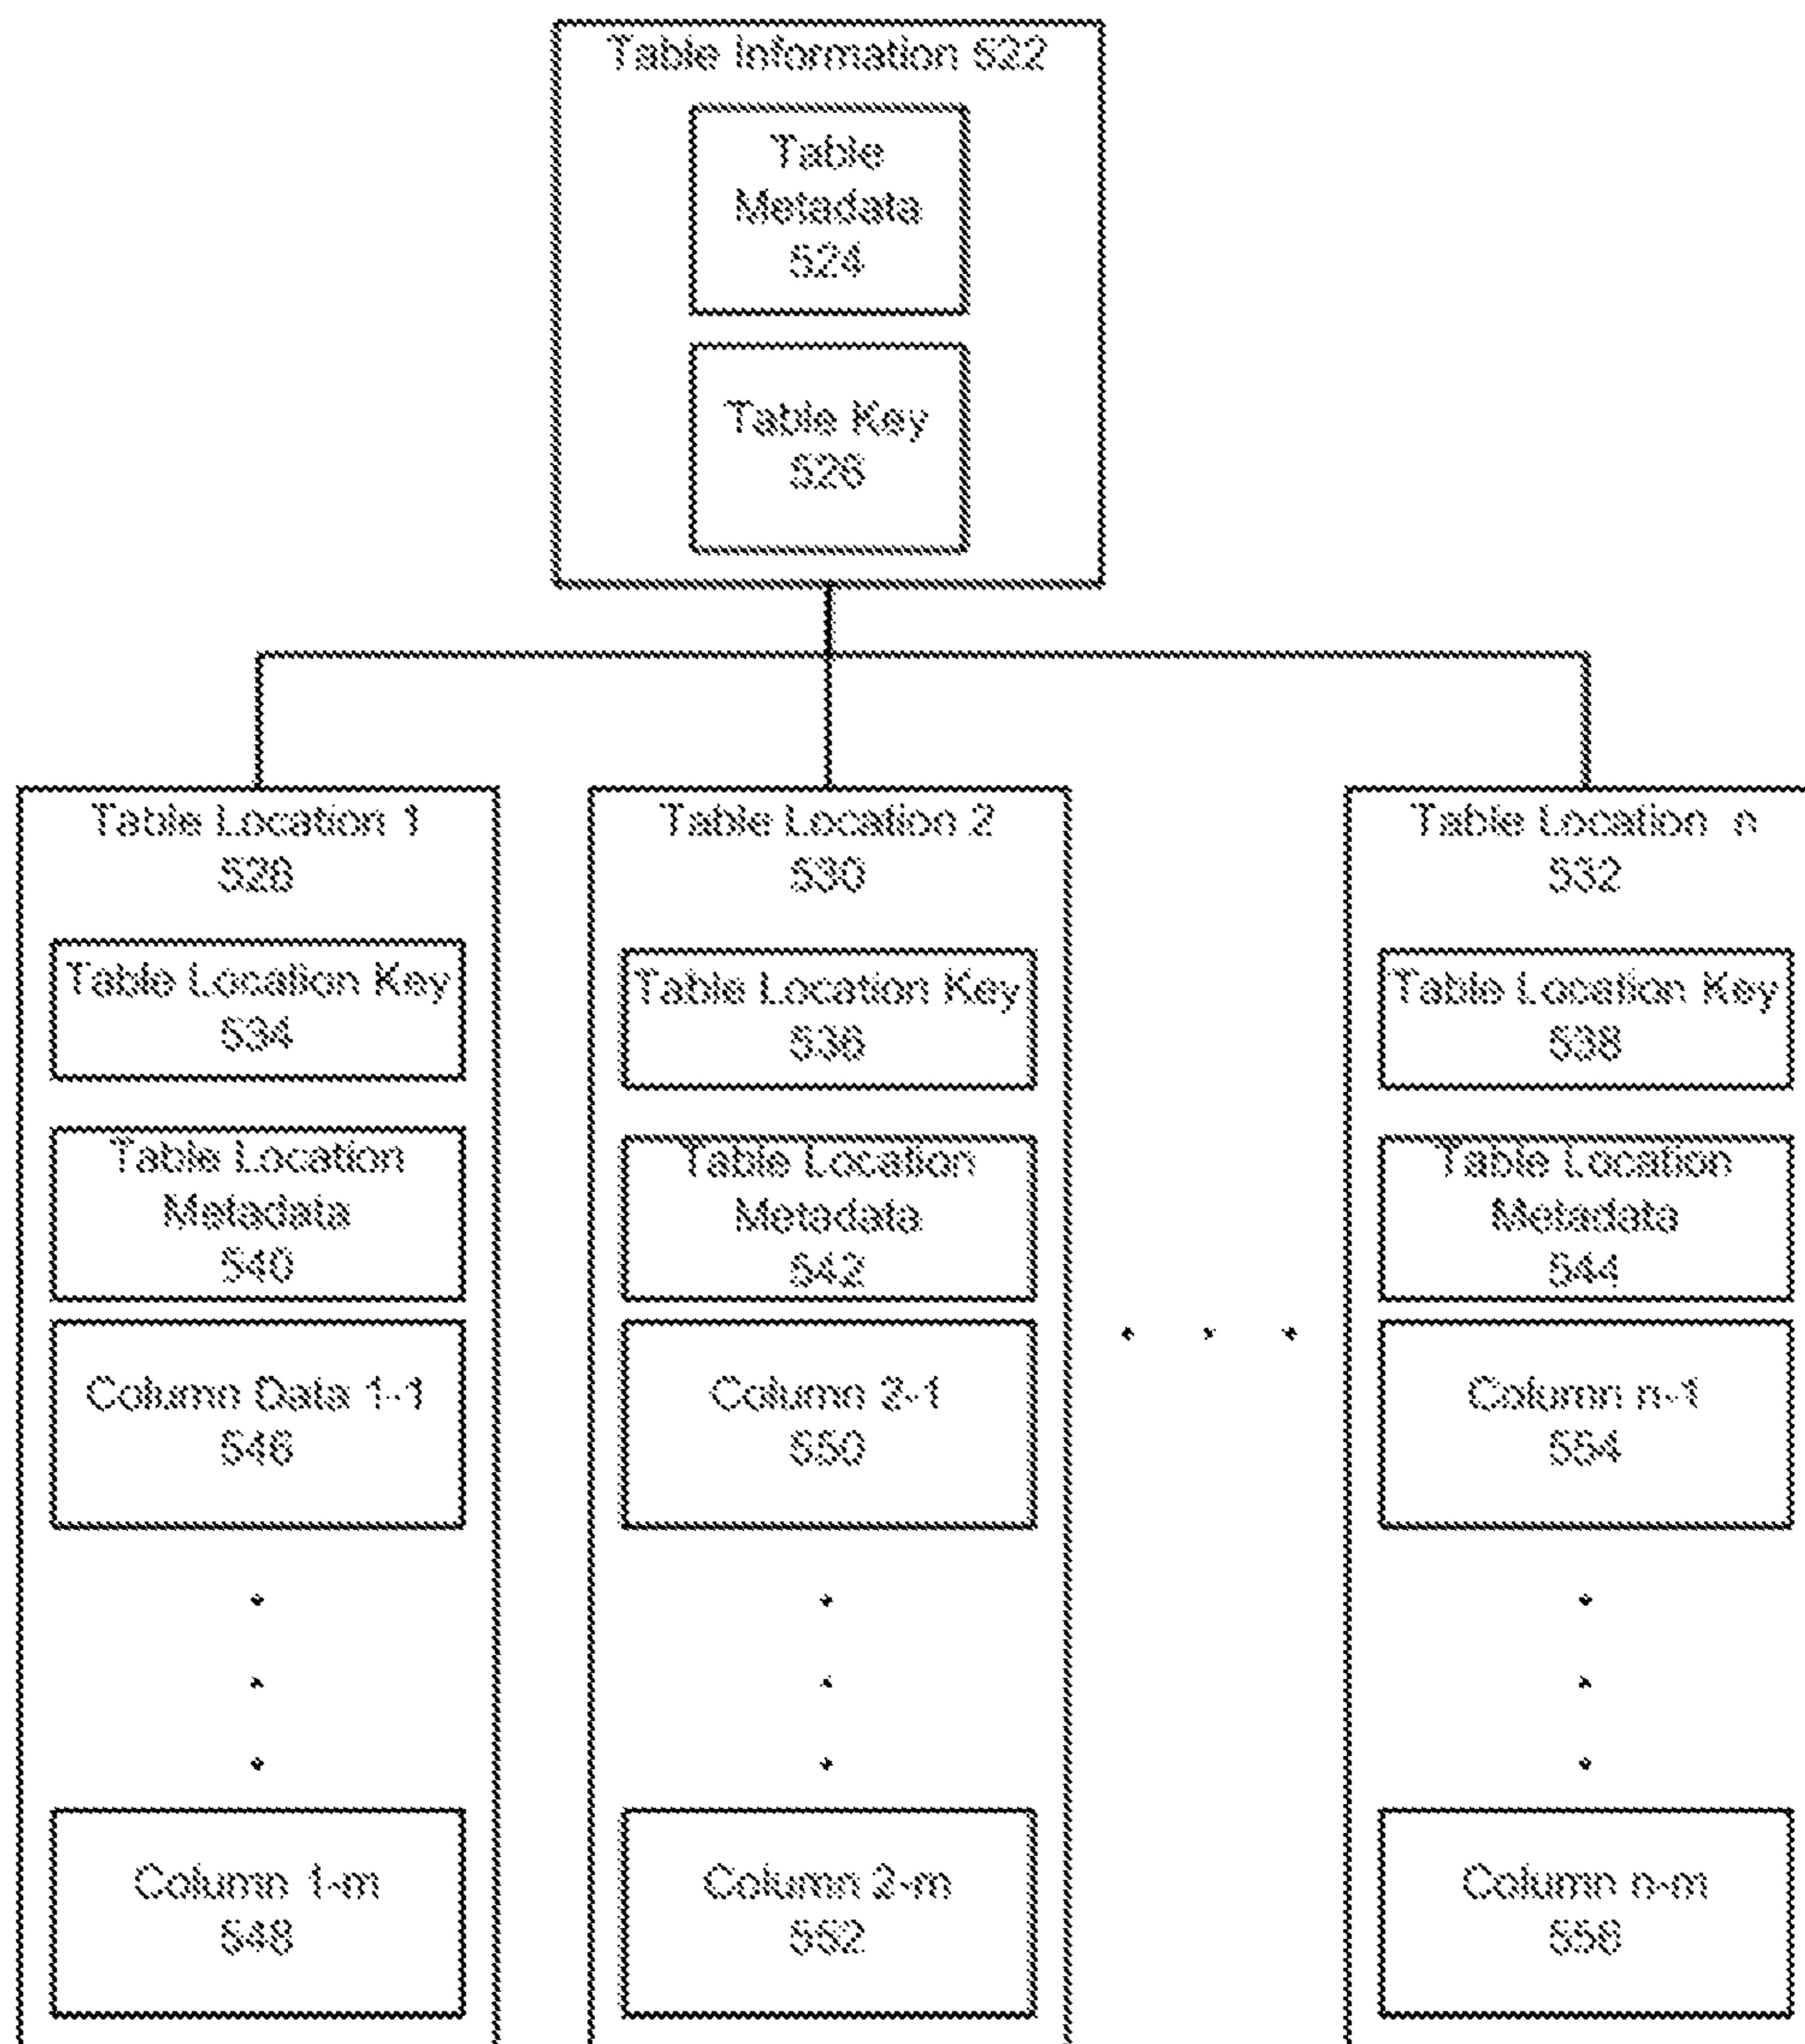 Table Information 522
Table
Metadata
524
Table Key
526
Table Location 1
528
Table Location Key
534
Table Location
Metadata
540
Column Data 1-1
546
Column 1-m
548
Table Location 2
530
Table Location Key
536
Table Location
Metadata
542
Column 2-1
550
Column 2-m
552
Table Location n
532
Table Location Key
538
Table Location
Metadata
544
Column n-1
554
Column n-m
556